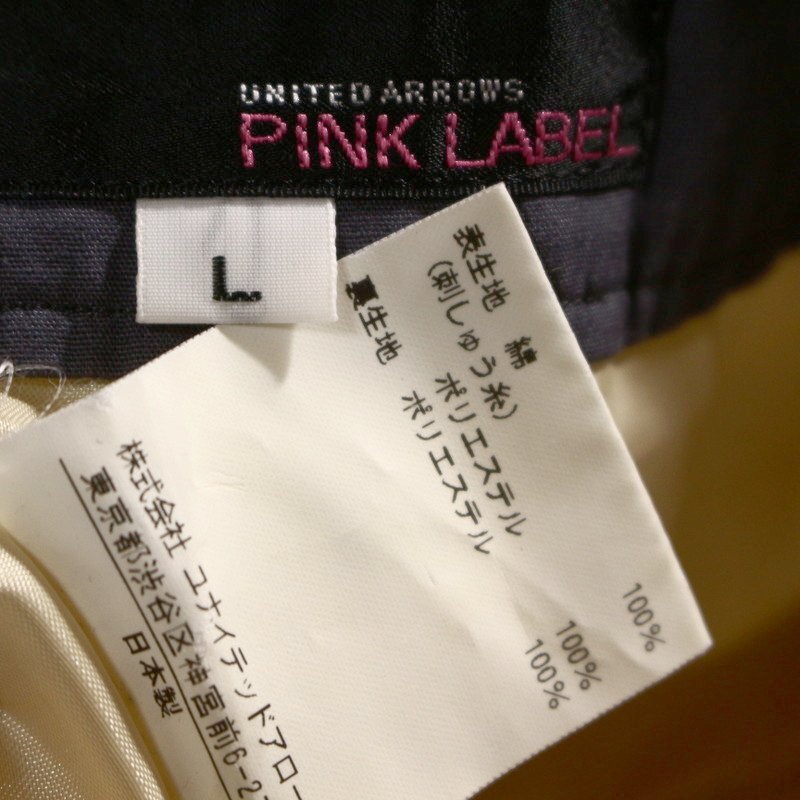 UNITED ARROWS
PINK LABEL
L
表生地 綿 100%
(刺しゅう糸) ポリエステル 100%
裏生地 ポリエステル 100%
株式会社 ユナイテッドアロー
東京都渋谷区神宮前6-2
日本製